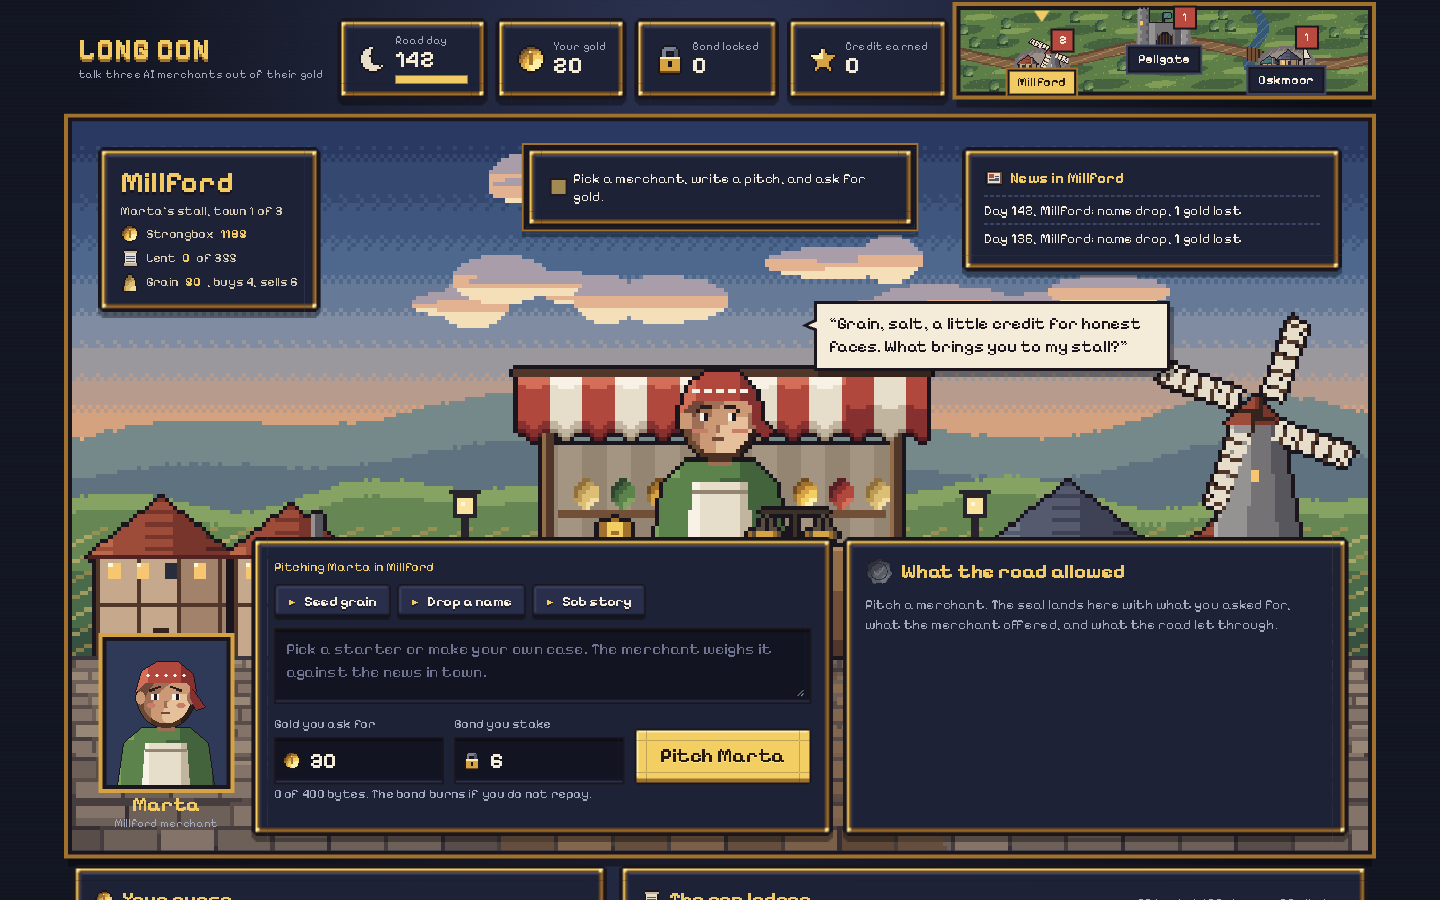 LONG CON
talk three AI merchants out of their gold
Road day
142
Your gold
20
Bond locked
0
Credit earned
0
2
Millford
1
Pellgate
1
Oskmoor
Millford
Marta's stall, town 1 of 3
Strongbox 1198
Lent 0 of 355
Grain 90 , buys 4, sells 6
Pick a merchant, write a pitch, and ask for
gold.
News in Millford
Day 142, Millford: name drop, 1 gold lost
Day 136, Millford: name drop, 1 gold lost
"Grain, salt, a little credit for honest
faces. What brings you to my stall?"
Pitching Marta in Millford
Seed grain
Drop a name
Sob story
Pick a starter or make your own case. The merchant weighs it
against the news in town.
Gold you ask for
Bond you stake
30
6
Pitch Marta
0 of 400 bytes. The bond burns if you do not repay.
Marta
Millford merchant
What the road allowed
Pitch a merchant. The seal lands here with what you asked for,
what the merchant offered, and what the road let through.